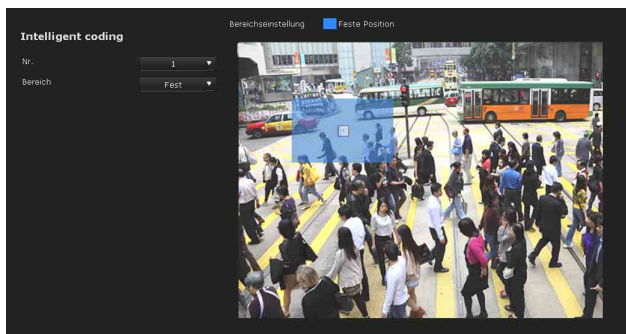 Bereichseinstellung Feste Position
Intelligent coding
Nr. 1
Bereich Fest